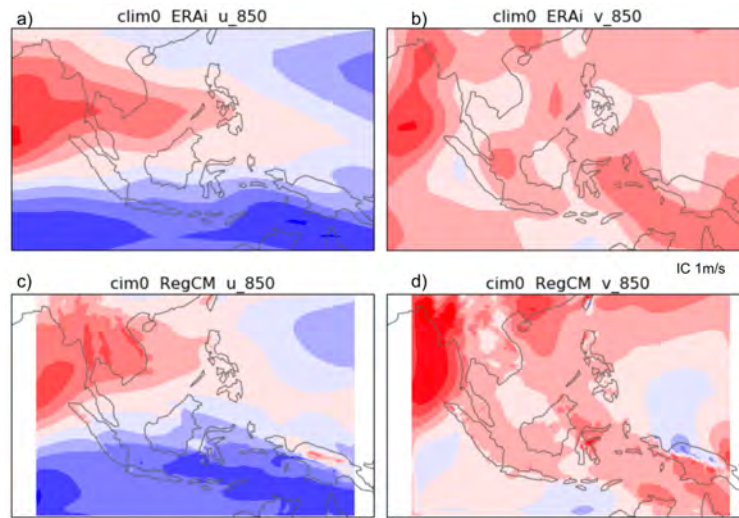 a) clim0 ERAi u_850
b) clim0 ERAi v_850
IC 1m/s
c) cim0 RegCM u_850
d) cim0 RegCM v_850